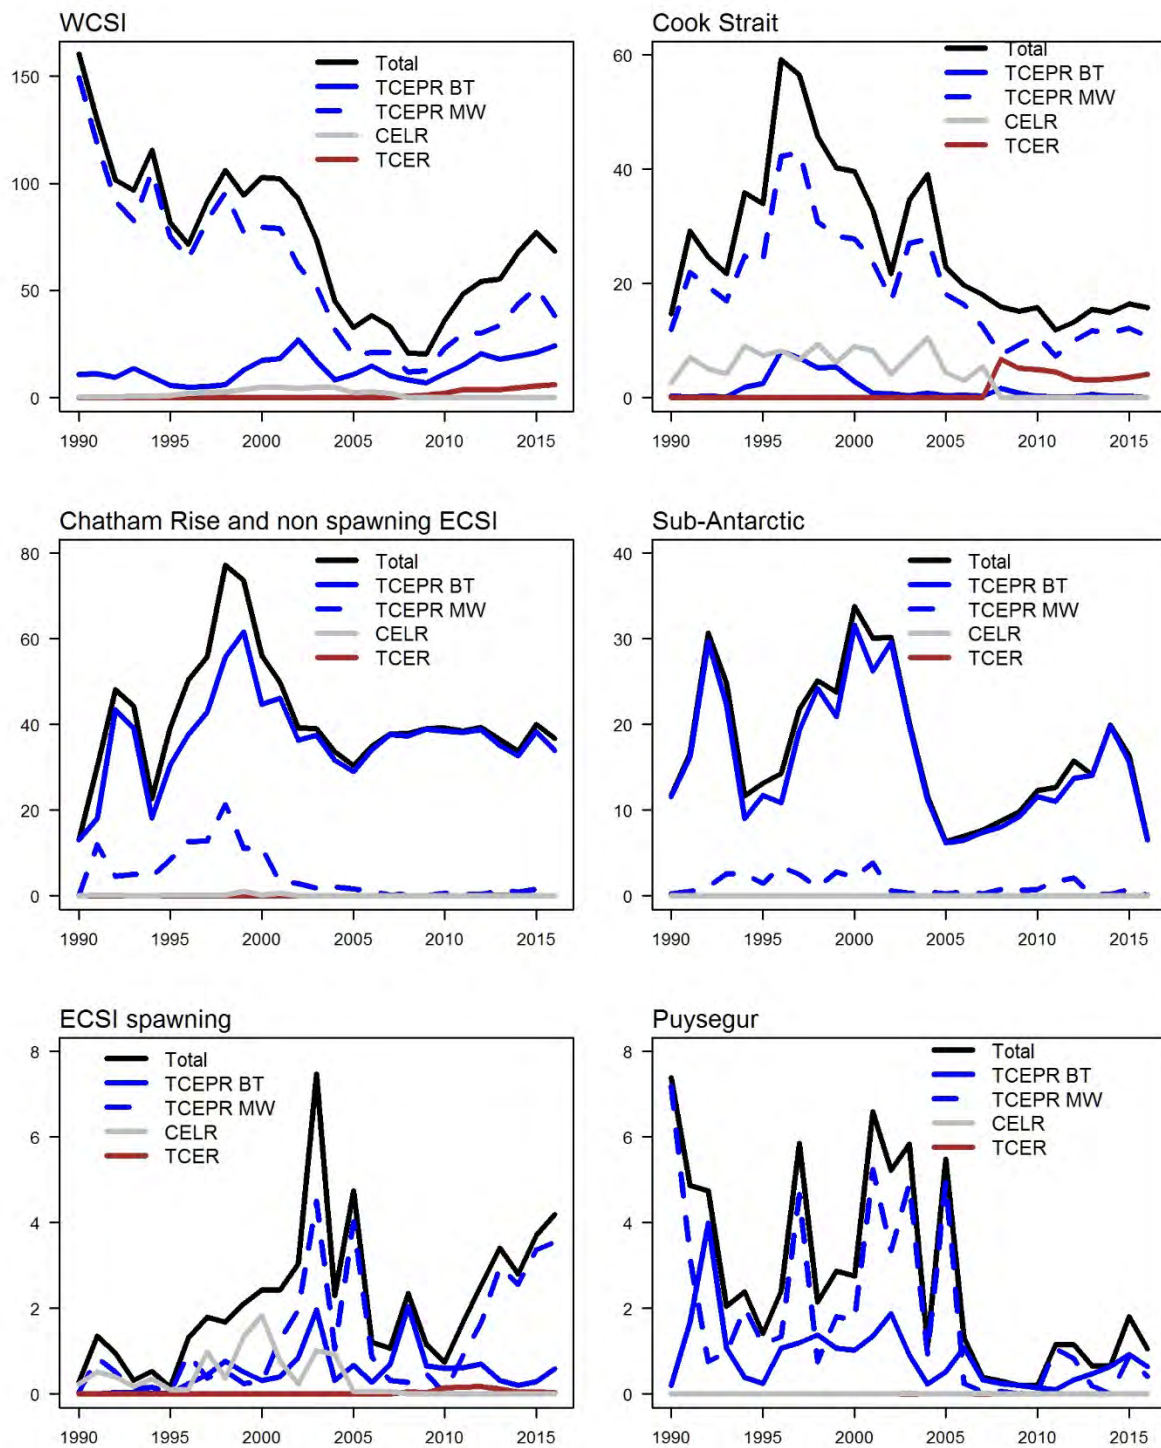 WCSI
Total
TCEPR BT
TCEPR MW
CELR
TCER
150
100
50
0
1990 1995 2000 2005 2010 2015
Cook Strait
Total
TCEPR BT
TCEPR MW
CELR
TCER
60
40
20
0
1990 1995 2000 2005 2010 2015
Chatham Rise and non spawning ECSI
Total
TCEPR BT
TCEPR MW
CELR
TCER
80
60
40
20
0
1990 1995 2000 2005 2010 2015
Sub-Antarctic
Total
TCEPR BT
TCEPR MW
CELR
TCER
40
30
20
10
0
1990 1995 2000 2005 2010 2015
ECSI spawning
Total
TCEPR BT
TCEPR MW
CELR
TCER
8
6
4
2
0
1990 1995 2000 2005 2010 2015
Puysegur
Total
TCEPR BT
TCEPR MW
CELR
TCER
8
6
4
2
0
1990 1995 2000 2005 2010 2015